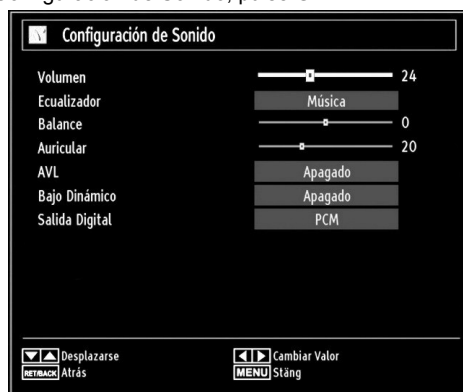 Configuración de Sonido
Volumen 24
Ecualizador Música
Balance 0
Auricular 20
AVL Apagado
Bajo Dinámico Apagado
Salida Digital PCM
Desplazarse Cambiar Valor
RET/BACK Atrás MENU Stäng